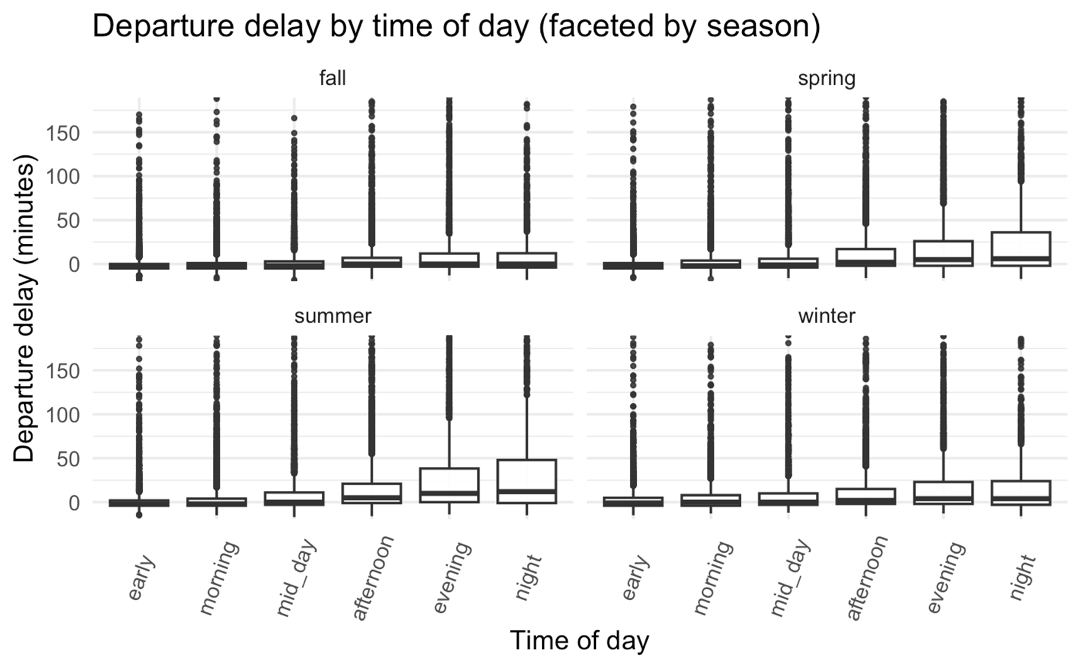 Departure delay by time of day (faceted by season)
fall
spring
150
100
50
0
summer
winter
150
100
50
0
Departure delay (minutes)
early
morning
mid_day
afternoon
evening
night
early
morning
mid_day
afternoon
evening
night
Time of day